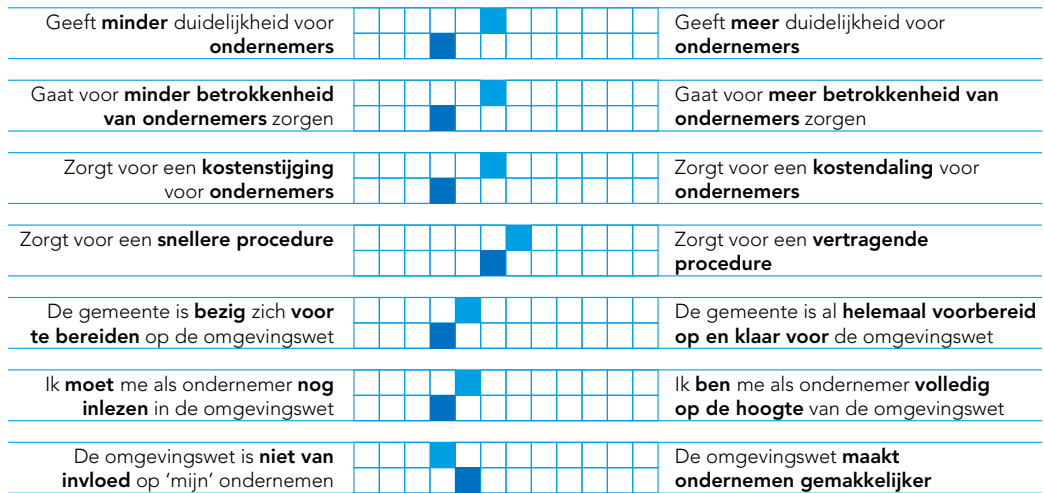 Geeft minder duidelijkheid voor
ondernemers
Geeft meer duidelijkheid voor
ondernemers
Gaat voor minder betrokkenheid
van ondernemers zorgen
Gaat voor meer betrokkenheid van
ondernemers zorgen
Zorgt voor een kostenstijging
voor ondernemers
Zorgt voor een kostendaling voor
ondernemers
Zorgt voor een snellere procedure
Zorgt voor een vertragende
procedure
De gemeente is bezig zich voor
te bereiden op de omgevingswet
De gemeente is al helemaal voorbereid
op en klaar voor de omgevingswet
Ik moet me als ondernemer nog
inlezen in de omgevingswet
Ik ben me als ondernemer volledig
op de hoogte van de omgevingswet
De omgevingswet is niet van
invloed op ‘mijn’ ondernemen
De omgevingswet maakt
ondernemen gemakkelijker